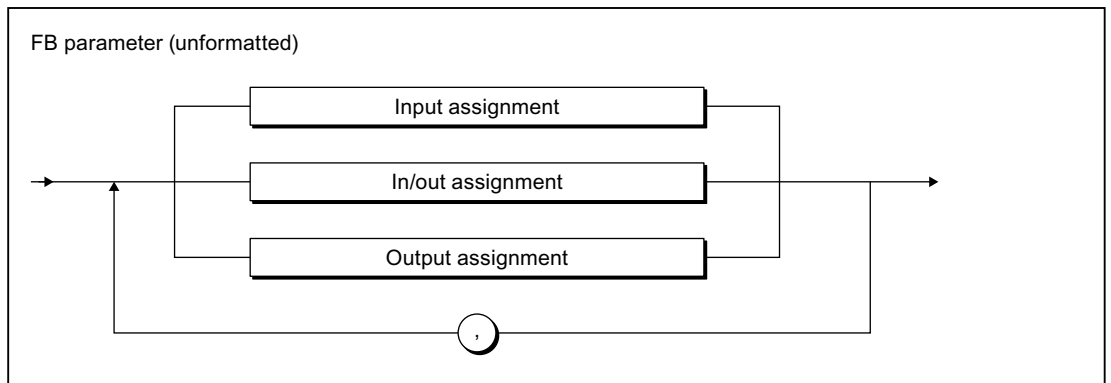 FB parameter (unformatted)
Input assignment
In/out assignment
Output assignment
,